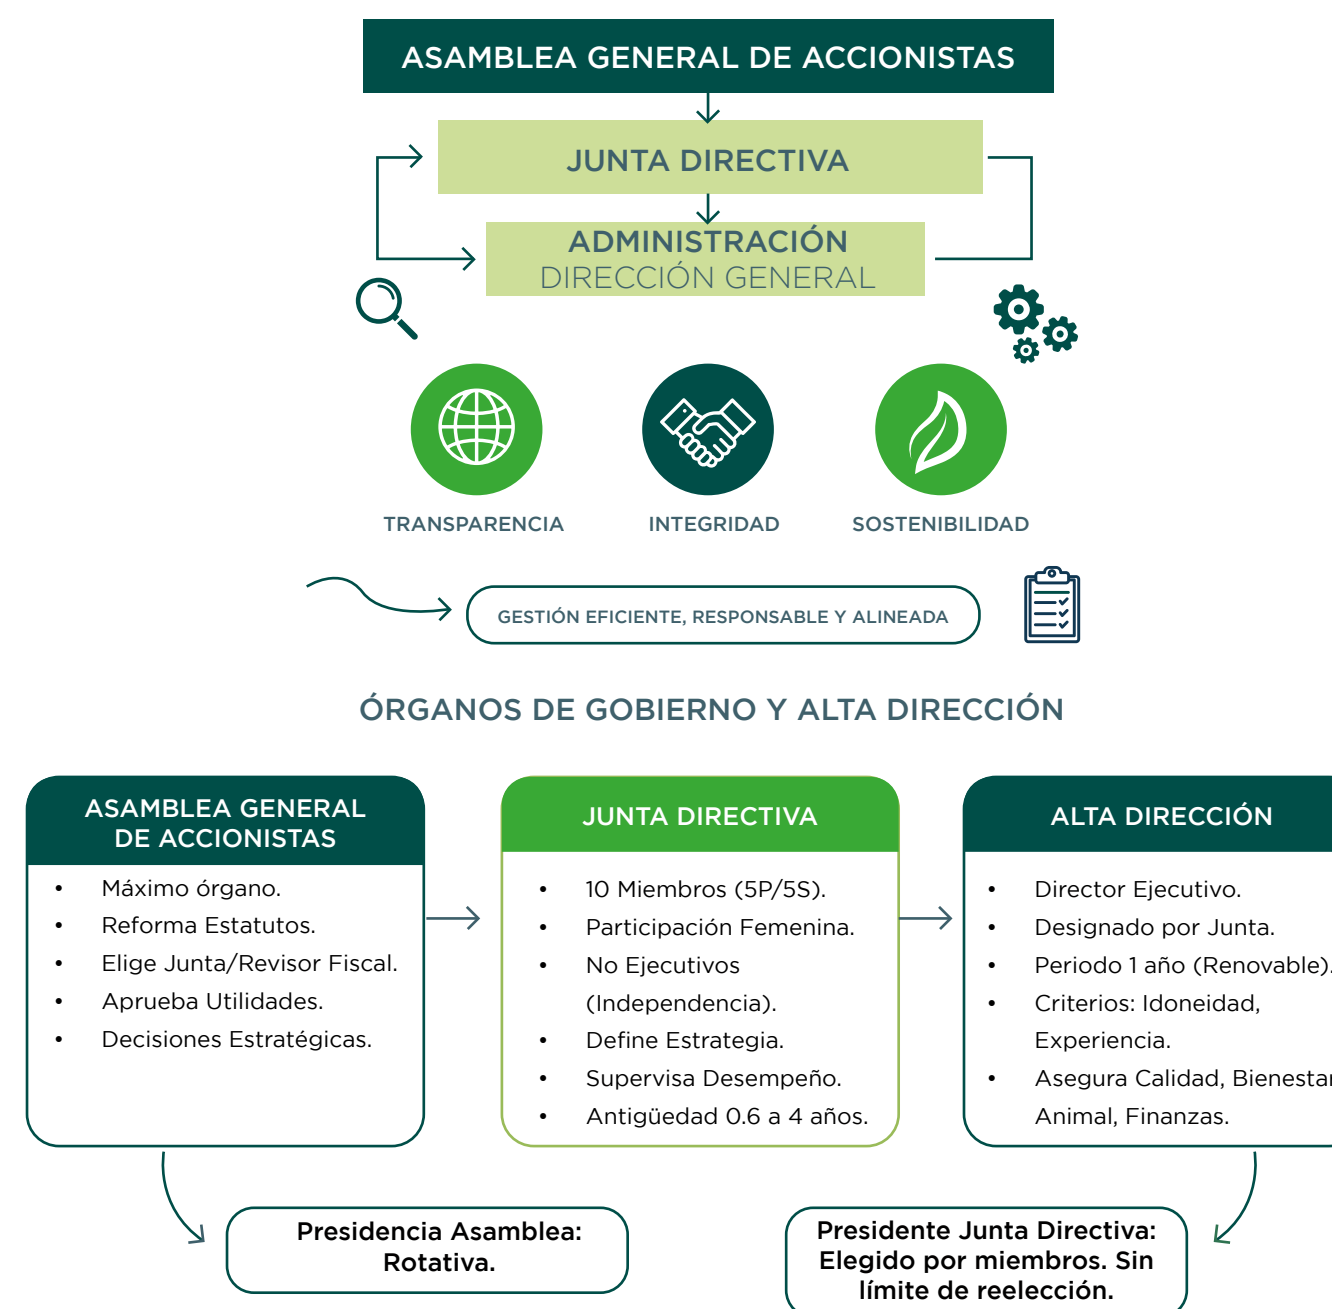 ASAMBLEA GENERAL DE ACCIONISTAS
JUNTA DIRECTIVA
ADMINISTRACIÓN
DIRECCIÓN GENERAL
TRANSPARENCIA
INTEGRIDAD
SOSTENIBILIDAD
GESTIÓN EFICIENTE, RESPONSABLE Y ALINEADA
ÓRGANOS DE GOBIERNO Y ALTA DIRECCIÓN
ASAMBLEA GENERAL
DE ACCIONISTAS
• Máximo órgano.
• Reforma Estatutos.
• Elige Junta/Revisor Fiscal.
• Aprueba Utilidades.
• Decisiones Estratégicas.
JUNTA DIRECTIVA
• 10 Miembros (5P/5S).
• Participación Femenina.
• No Ejecutivos
(Independencia).
• Define Estrategia.
• Supervisa Desempeño.
• Antigüedad 0.6 a 4 años.
ALTA DIRECCIÓN
• Director Ejecutivo.
• Designado por Junta.
• Periodo 1 año (Renovable).
• Criterios: Idoneidad,
Experiencia.
• Asegura Calidad, Bienestar
Animal, Finanzas.
Presidencia Asamblea:
Rotativa.
Presidente Junta Directiva:
Elegido por miembros. Sin
límite de reelección.